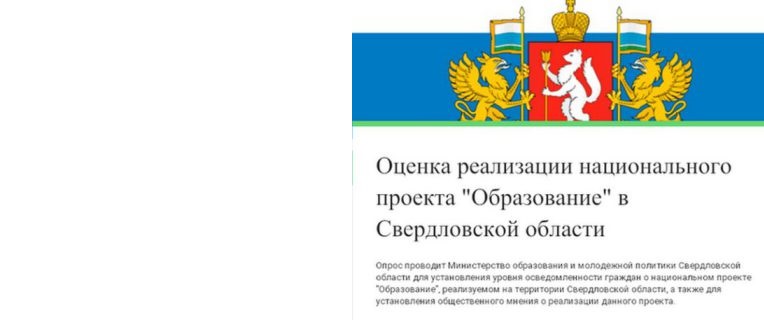 Оценка реализации национального
проекта "Образование" в
Свердловской области
Опрос проводит Министерство образования и молодежной политики Свердловской
области для установления уровня осведомленности граждан о национальном проекте
"Образование", реализуемом на территории Свердловской области, а также для
установления общественного мнения о реализации данного проекта.